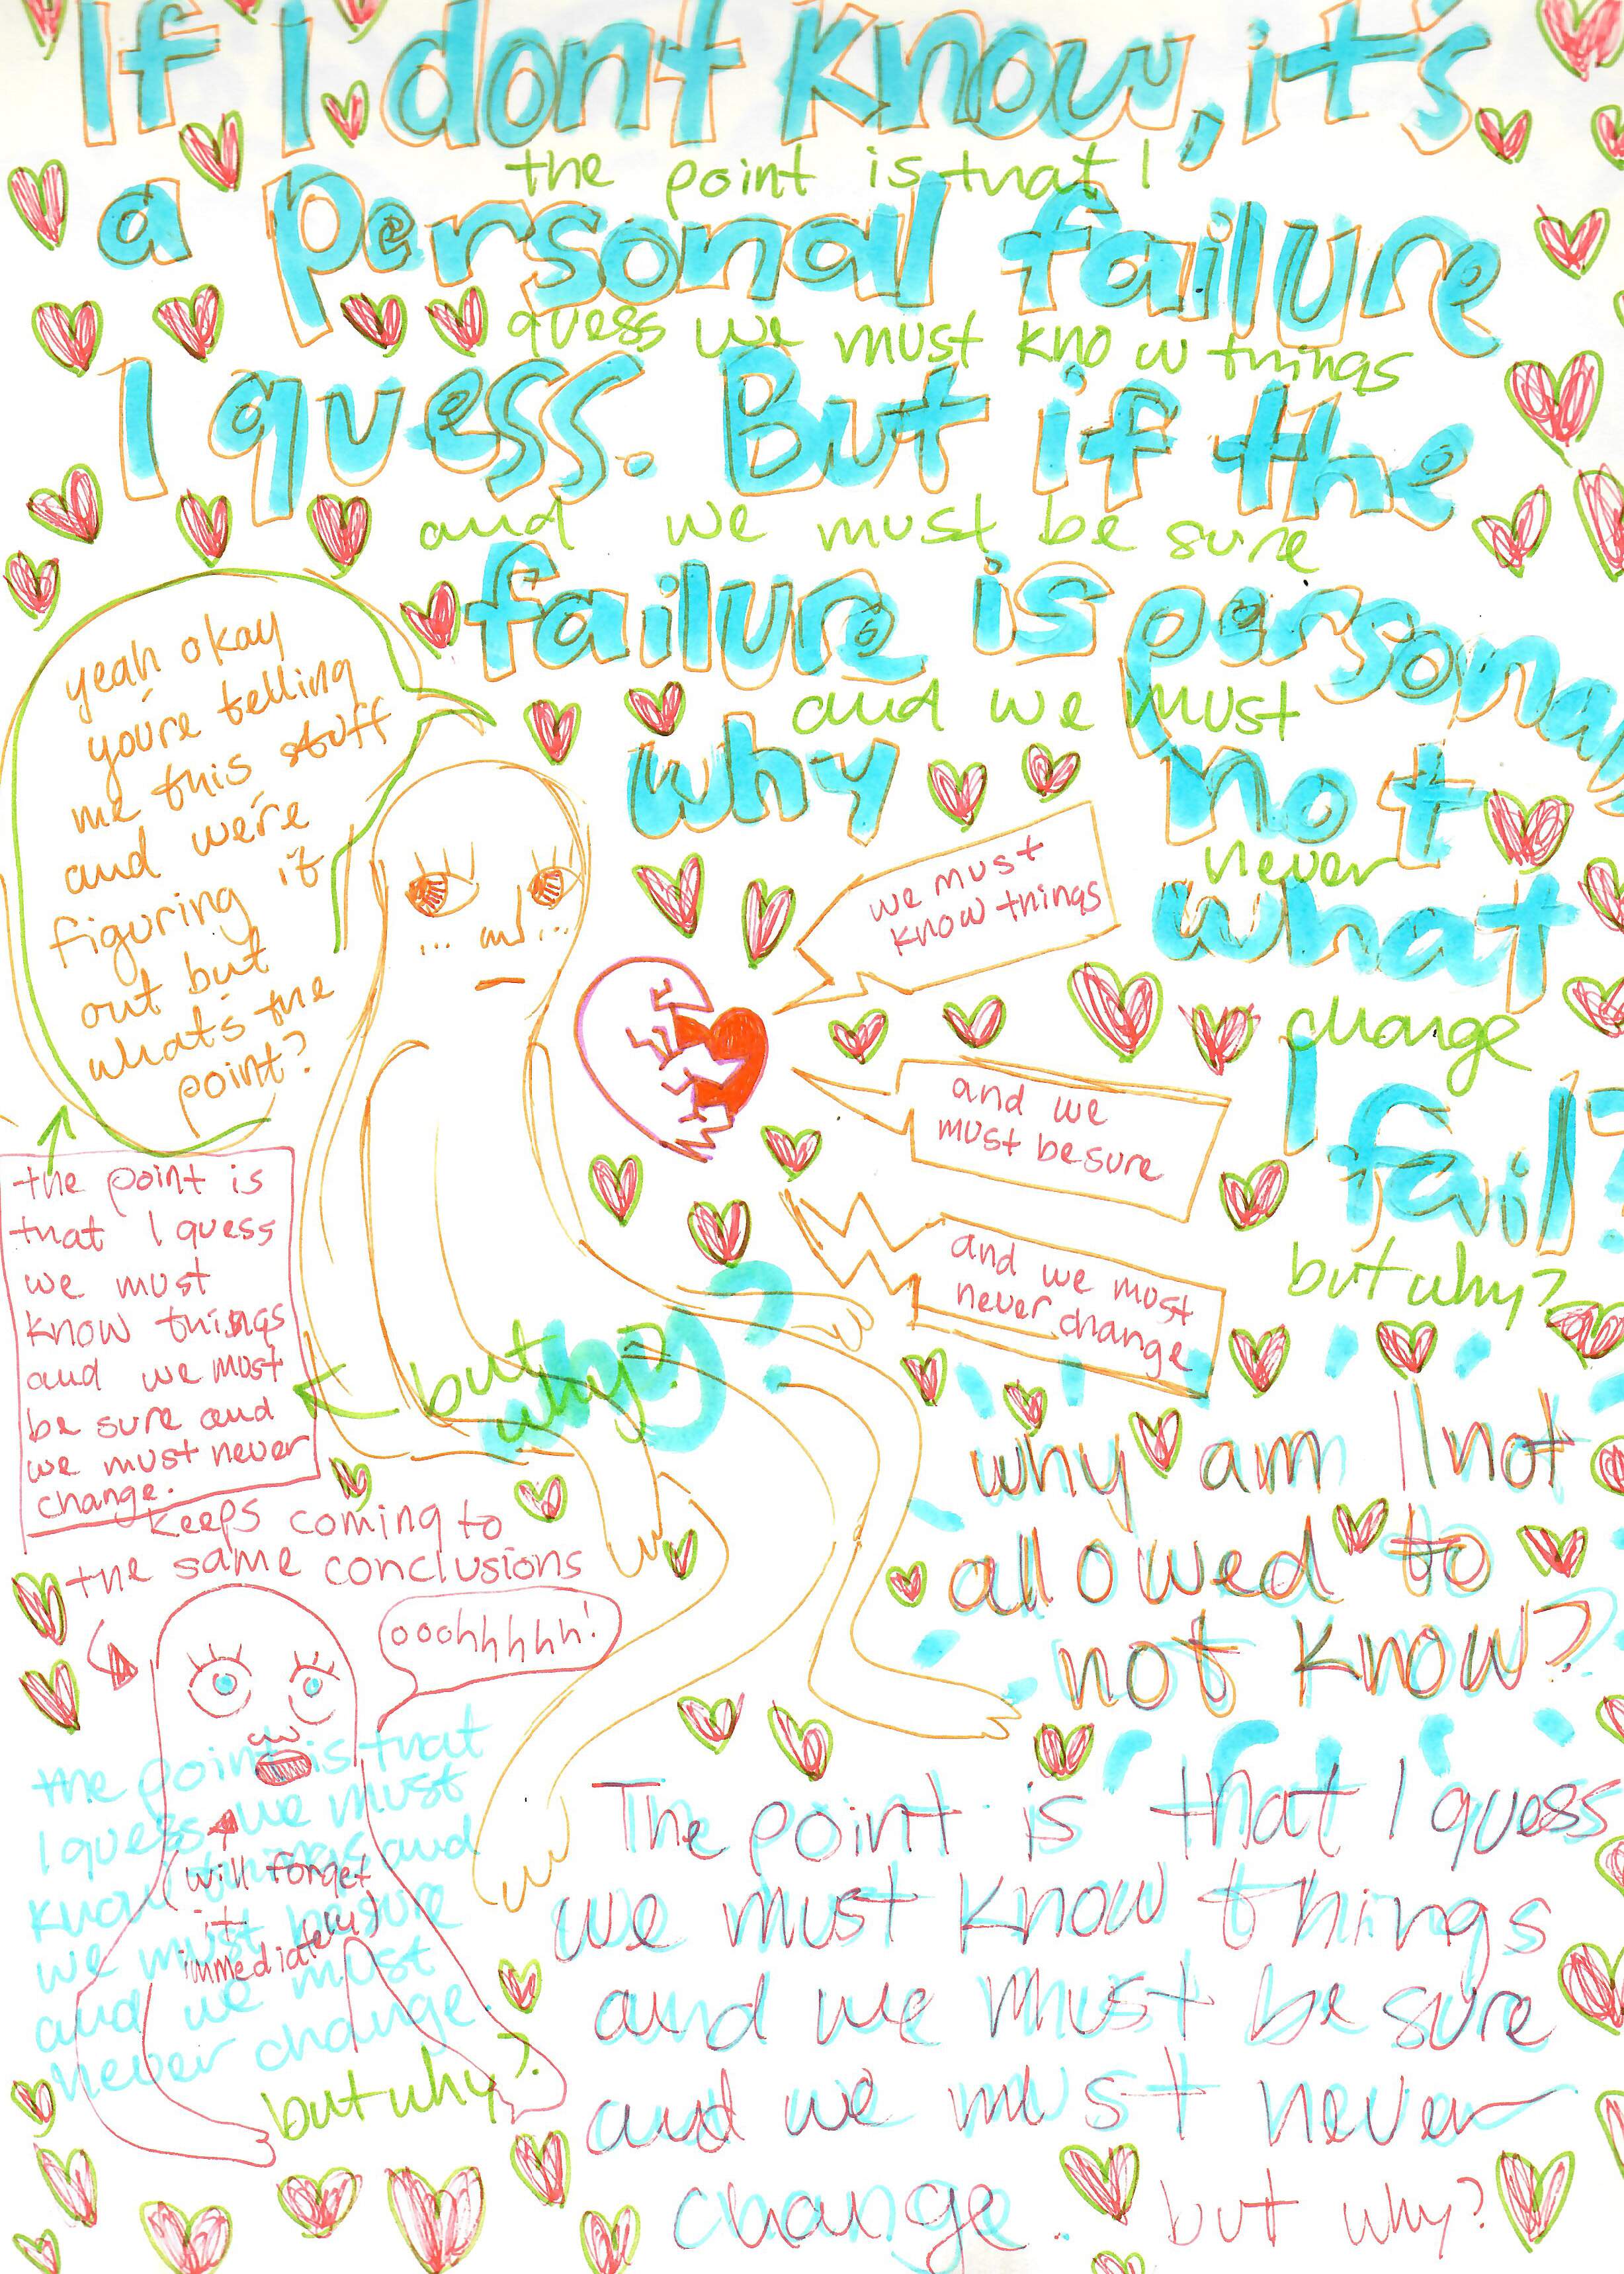 If I dont know, it's
the point is that I
a personal failure
guess we must know things
I guess. But if the
and we must be sure
failure is personal,
and we must
why not
never
what
change
I
fail?
but why?
yeah okay
you're telling
me this stuff
and we're
figuring it
out but
what's the
point?
we must
know things
and we
must be sure
and we must
never change
the point is
that I guess
we must
know things
and we must
be sure and
we must never
change.
but
why?
why?
keeps coming to
the same conclusions
ooohhhhh!
why am I not
allowed to
not know?
the point is that
I guess we must
know things and
we must be sure
and we must
never change.
will forget
it
immediately
but why?
The point is that I guess
we must know things
and we must be sure
and we must never
change. but why?